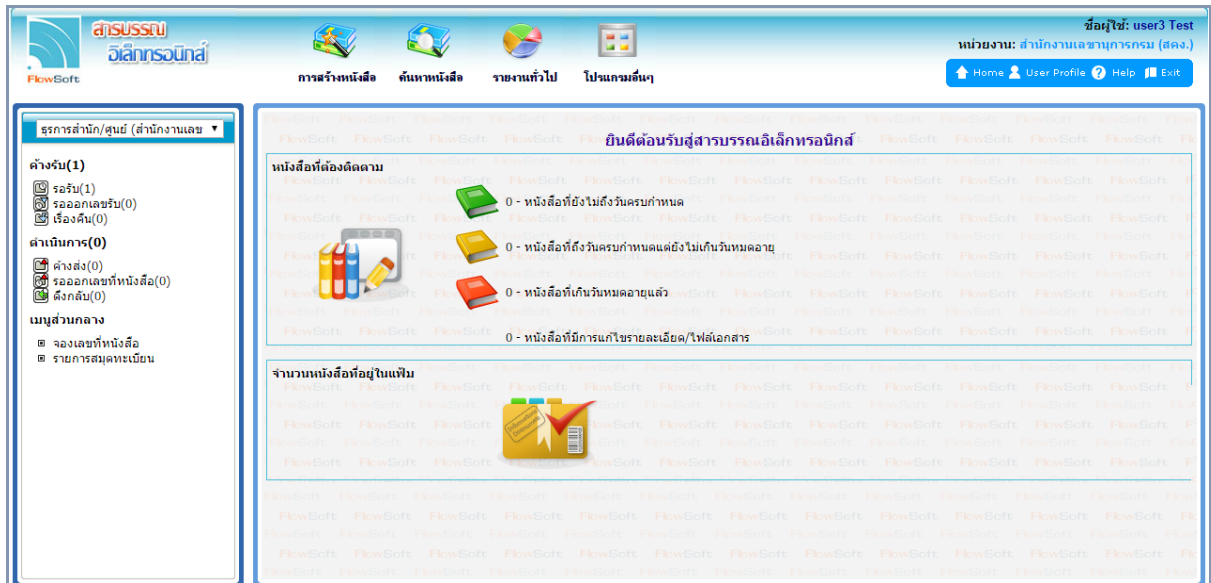 สารบรรณ
อิเล็กทรอนิกส์
FlowSoft
การสร้างหนังสือ
ค้นหาหนังสือ
รายงานทั่วไป
โปรแกรมอื่นๆ
ชื่อผู้ใช้: user3 Test
หน่วยงาน: สำนักงานเลขานุการกรม (สดง.)
Home User Profile Help Exit
ธุรการสำนัก/ศูนย์ (สำนักงานเลข
ค้างรับ(1)
รอรับ(1)
รอออกเลขรับ(0)
เรื่องคืน(0)
ดำเนินการ(0)
ค้างส่ง(0)
รอออกเลขที่หนังสือ(0)
ดึงกลับ(0)
เมนูส่วนกลาง
จองเลขที่หนังสือ
รายการสมุดทะเบียน
ยินดีต้อนรับสู่สารบรรณอิเล็กทรอนิกส์
หนังสือที่ต้องติดตาม
0 - หนังสือที่ยังไม่ถึงวันครบกำหนด
0 - หนังสือที่ถึงวันครบกำหนดแต่ยังไม่เกินวันหมดอายุ
0 - หนังสือที่เกินวันหมดอายุแล้ว
0 - หนังสือที่มีการแก้ไขรายละเอียด/ไฟล์เอกสาร
จำนวนหนังสือที่อยู่ในแฟ้ม